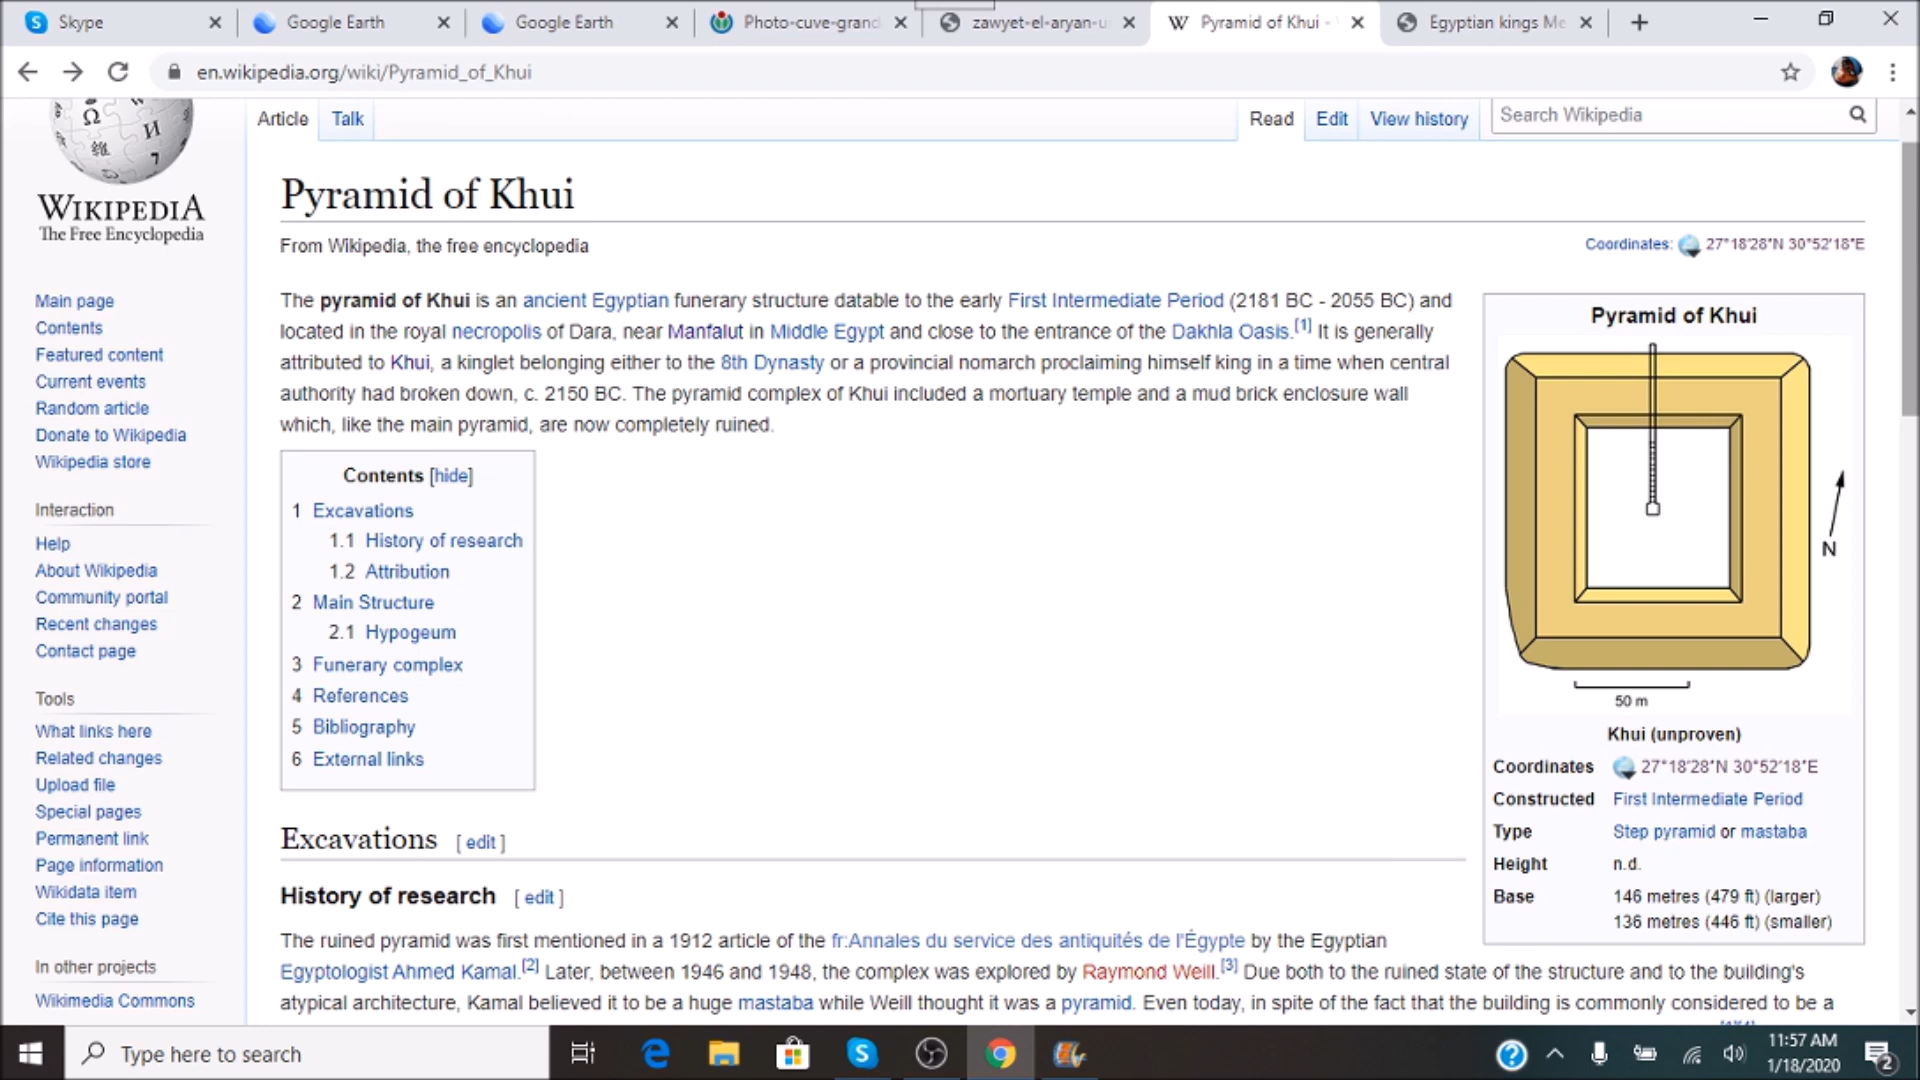 Skype
Google Earth
Google Earth
Photo-cuve-grand
zawyet-el-aryan-u
Pyramid of Khui -
Egyptian kings Me
en.wikipedia.org/wiki/Pyramid_of_Khui
WIKIPEDIA
The Free Encyclopedia
Main page
Contents
Featured content
Current events
Random article
Donate to Wikipedia
Wikipedia store
Interaction
Help
About Wikipedia
Community portal
Recent changes
Contact page
Tools
What links here
Related changes
Upload file
Special pages
Permanent link
Page information
Wikidata item
Cite this page
In other projects
Wikimedia Commons
Article Talk
Read Edit View history
Search Wikipedia
Pyramid of Khui
From Wikipedia, the free encyclopedia
Coordinates: 27°18′28″N 30°52′18″E
The pyramid of Khui is an ancient Egyptian funerary structure datable to the early First Intermediate Period (2181 BC - 2055 BC) and
located in the royal necropolis of Dara, near Manfalut in Middle Egypt and close to the entrance of the Dakhla Oasis.[1] It is generally
attributed to Khui, a kinglet belonging either to the 8th Dynasty or a provincial nomarch proclaiming himself king in a time when central
authority had broken down, c. 2150 BC. The pyramid complex of Khui included a mortuary temple and a mud brick enclosure wall
which, like the main pyramid, are now completely ruined.
Contents [hide]
1 Excavations
1.1 History of research
1.2 Attribution
2 Main Structure
2.1 Hypogeum
3 Funerary complex
4 References
5 Bibliography
6 External links
Pyramid of Khui
N
50 m
Khui (unproven)
Coordinates 27°18′28″N 30°52′18″E
Constructed First Intermediate Period
Type Step pyramid or mastaba
Height n.d.
Base 146 metres (479 ft) (larger)
136 metres (446 ft) (smaller)
Excavations [ edit ]
History of research [ edit ]
The ruined pyramid was first mentioned in a 1912 article of the fr:Annales du service des antiquités de l'Égypte by the Egyptian
Egyptologist Ahmed Kamal.[2] Later, between 1946 and 1948, the complex was explored by Raymond Weill.[3] Due both to the ruined state of the structure and to the building's
atypical architecture, Kamal believed it to be a huge mastaba while Weill thought it was a pyramid. Even today, in spite of the fact that the building is commonly considered to be a
Type here to search
11:57 AM
1/18/2020
2